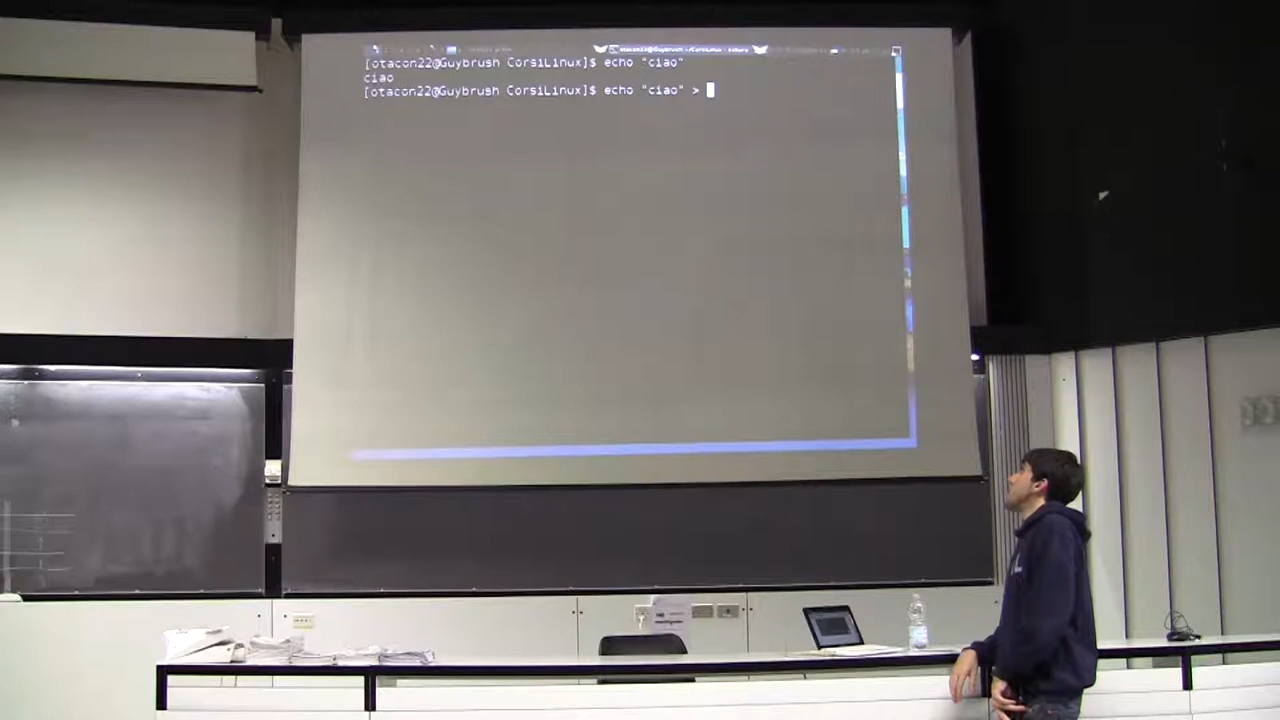 [otacon22@Guybrush CorsiLinux]$ echo "ciao"
ciao
[otacon22@Guybrush CorsiLinux]$ echo "ciao" >